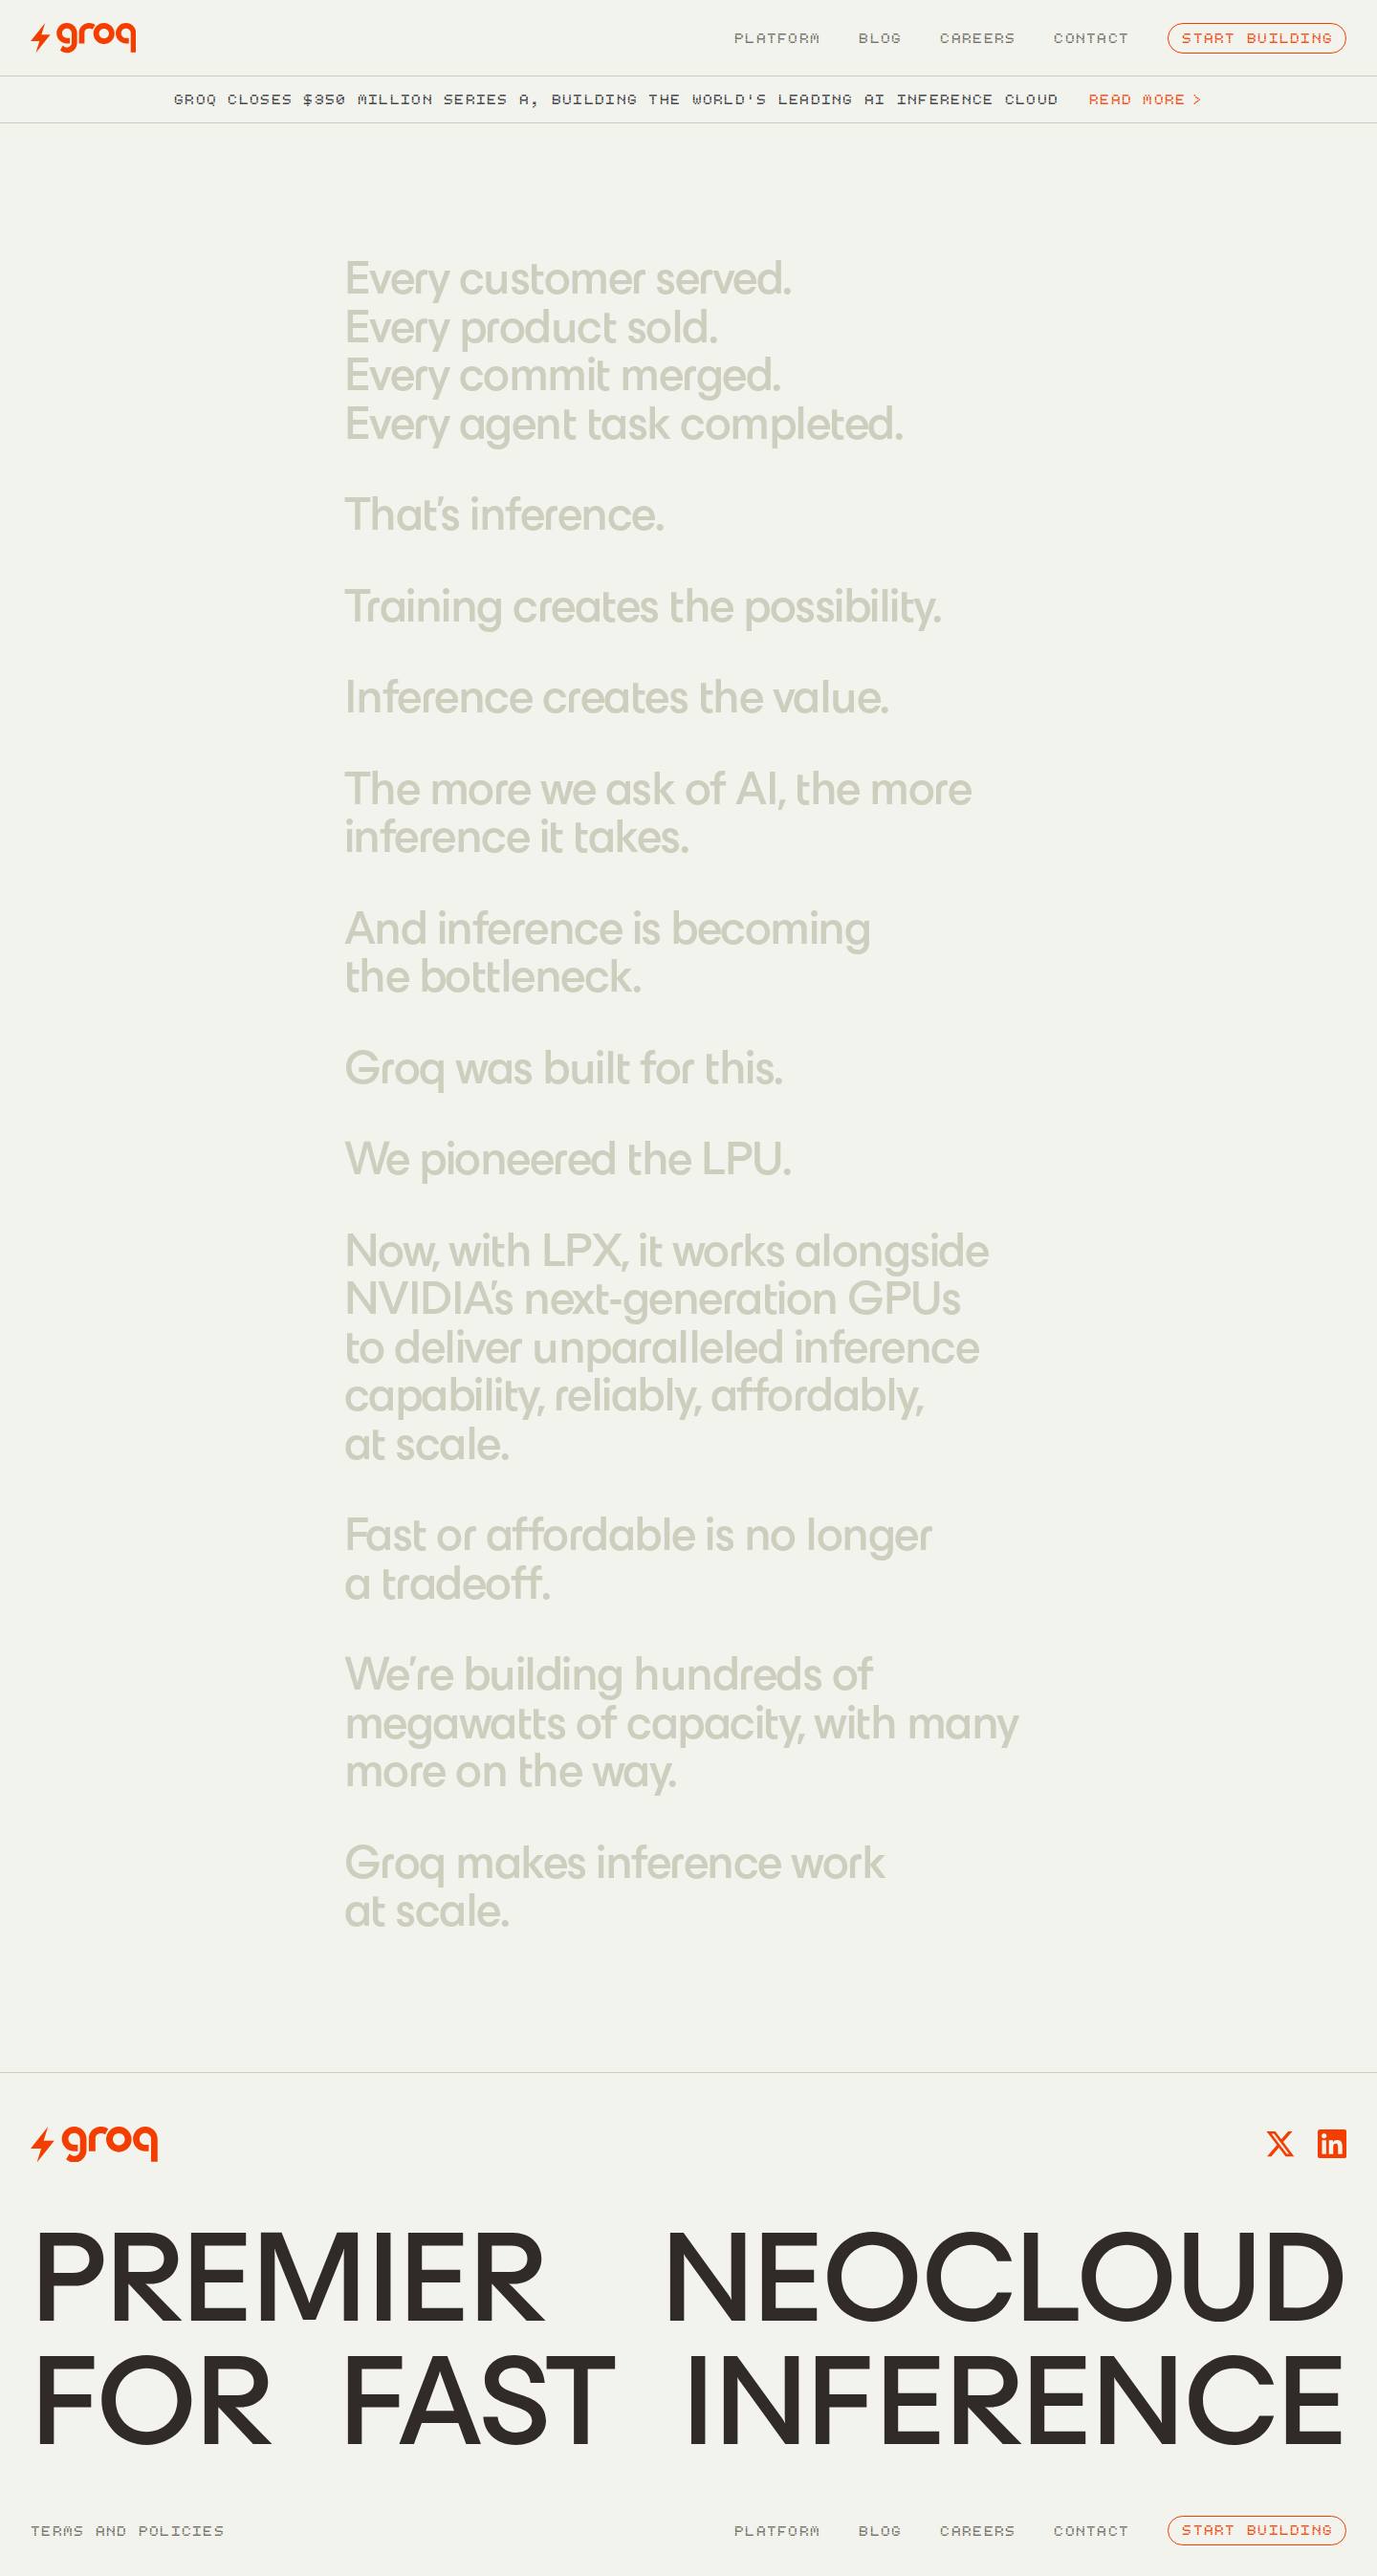 groq
PLATFORM BLOG CAREERS CONTACT START BUILDING
GROQ CLOSES $350 MILLION SERIES A, BUILDING THE WORLD'S LEADING AI INFERENCE CLOUD READ MORE >
Every customer served.
Every product sold.
Every commit merged.
Every agent task completed.
That’s inference.
Training creates the possibility.
Inference creates the value.
The more we ask of AI, the more
inference it takes.
And inference is becoming
the bottleneck.
Groq was built for this.
We pioneered the LPU.
Now, with LPX, it works alongside
NVIDIA’s next-generation GPUs
to deliver unparalleled inference
capability, reliably, affordably,
at scale.
Fast or affordable is no longer
a tradeoff.
We’re building hundreds of
megawatts of capacity, with many
more on the way.
Groq makes inference work
at scale.
groq
X in
PREMIER NEOCLOUD
FOR FAST INFERENCE
TERMS AND POLICIES PLATFORM BLOG CAREERS CONTACT START BUILDING